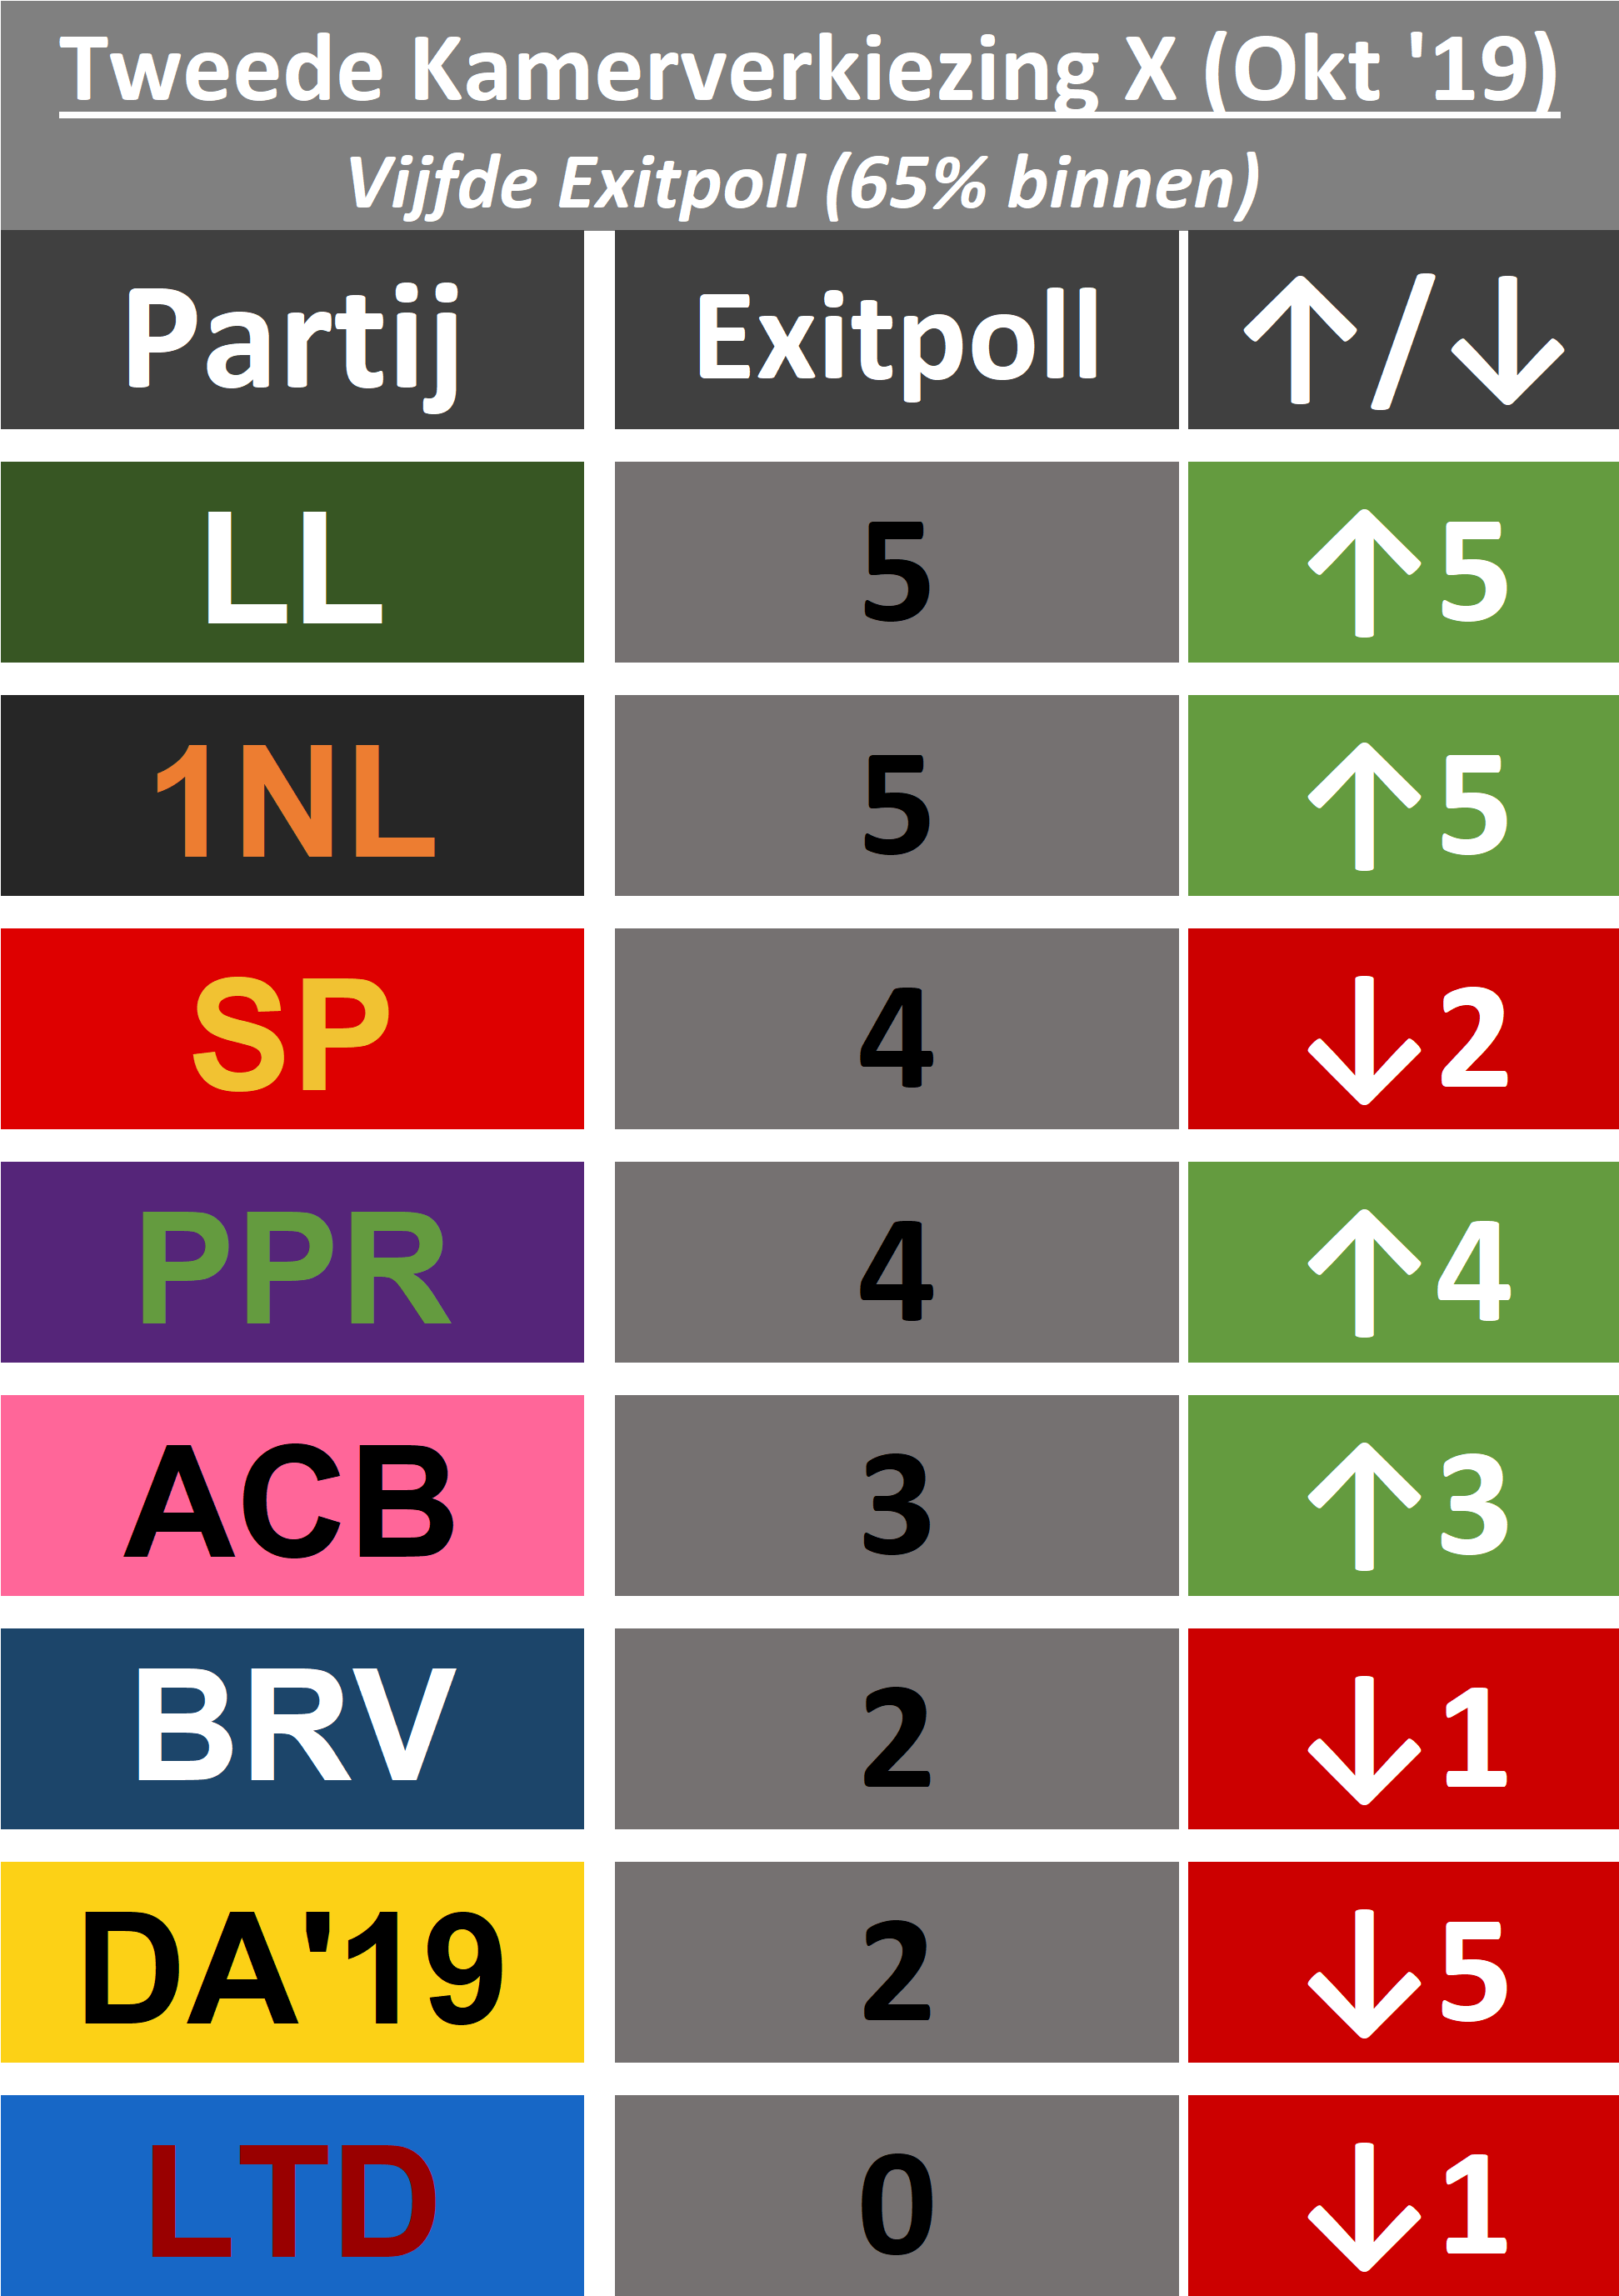 Tweede Kamerverkiezing X (Okt '19)
Vijfde Exitpoll (65% binnen)
Partij Exitpoll ↑/↓
LL 5 ↑5
1NL 5 ↑5
SP 4 ↓2
PPR 4 ↑4
ACB 3 ↑3
BRV 2 ↓1
DA'19 2 ↓5
LTD 0 ↓1